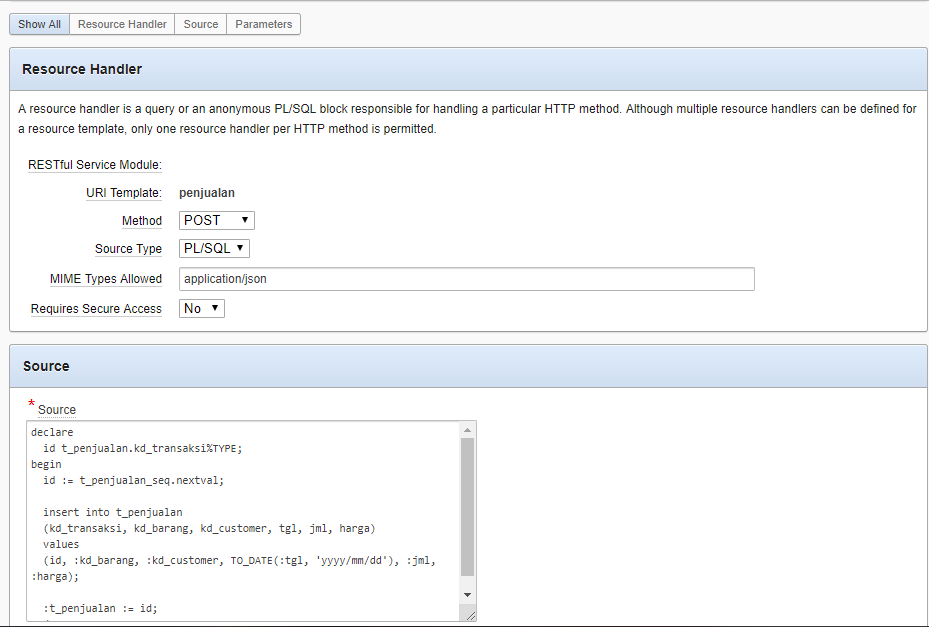 Show All Resource Handler Source Parameters
Resource Handler
A resource handler is a query or an anonymous PL/SQL block responsible for handling a particular HTTP method. Although multiple resource handlers can be defined for
a resource template, only one resource handler per HTTP method is permitted.
RESTful Service Module:
URI Template: penjualan
Method POST
Source Type PL/SQL
MIME Types Allowed application/json
Requires Secure Access No
Source
* Source
declare
id t_penjualan.kd_transaksi%TYPE;
begin
id := t_penjualan_seq.nextval;
insert into t_penjualan
(kd_transaksi, kd_barang, kd_customer, tgl, jml, harga)
values
(id, :kd_barang, :kd_customer, TO_DATE(:tgl, 'yyyy/mm/dd'), :jml,
:harga);
:t_penjualan := id;